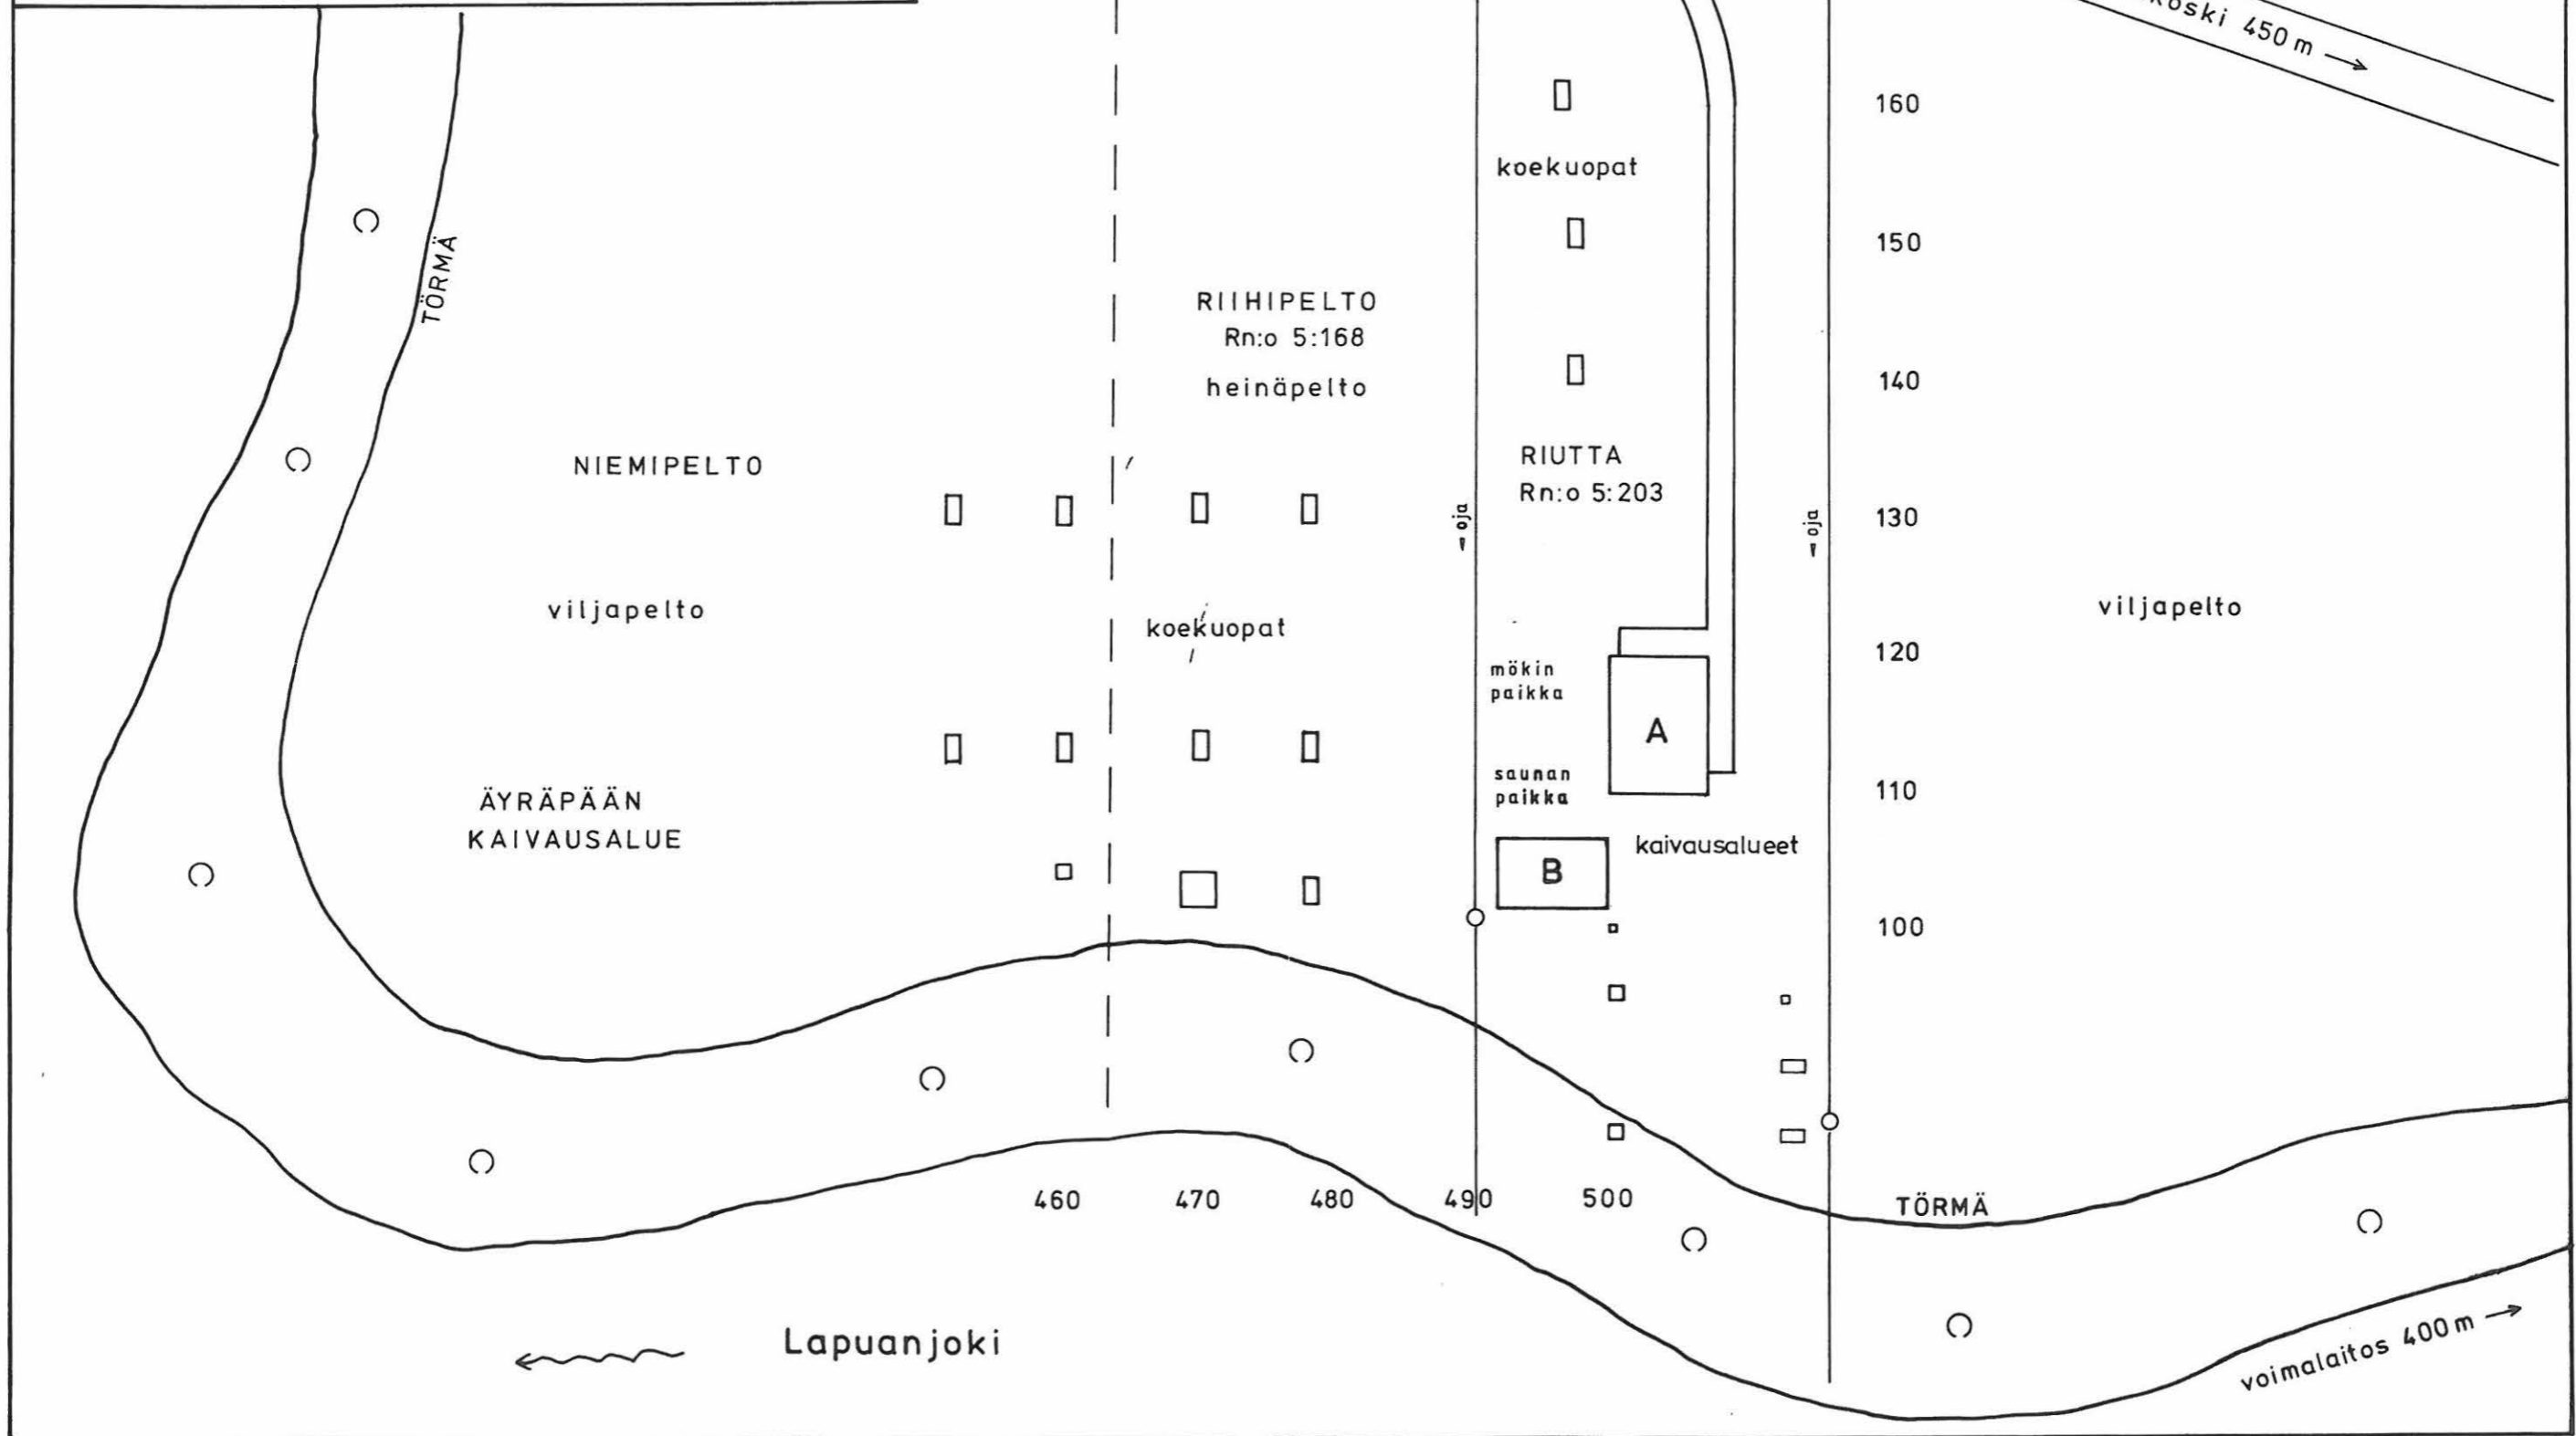 450 m
160
koekuopat
150
TÖRMÄ
RIIHIPELTO
Rn:o 5:168
heinäpelto
140
NIEMIPELTO
RIUTTA
Rn:o 5:203
oja
oja
130
viljapelto
koekuopat
viljapelto
mökin
paikka
120
A
saunan
paikka
110
ÄYRÄPÄÄN
KAIVAUSALUE
kaivausalueet
B
100
460 470 480 490 500
TÖRMÄ
Lapuanjoki
voimalaitos 400 m